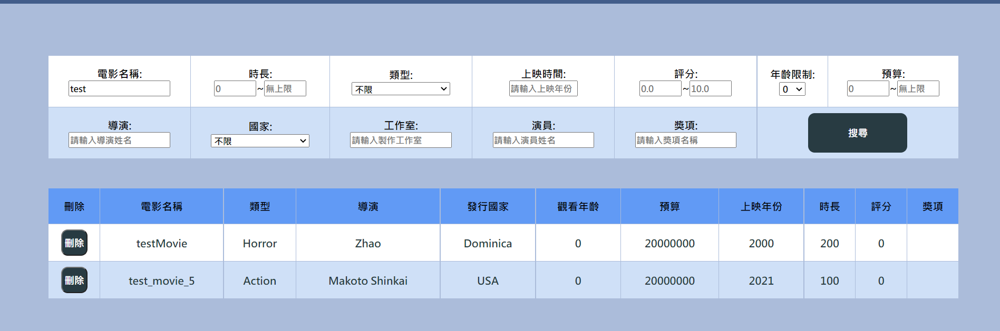 電影名稱: 時長: 類型: 上映時間: 評分: 年齡限制: 預算:
test 0 ~ 無上限 不限 請輸入上映年份 0.0 ~ 10.0 0 0 ~ 無上限
導演: 國家: 工作室: 演員: 獎項:
請輸入導演姓名 不限 請輸入製作工作室 請輸入演員姓名 請輸入獎項名稱 搜尋
刪除 電影名稱 類型 導演 發行國家 觀看年齡 預算 上映年份 時長 評分 獎項
刪除 testMovie Horror Zhao Dominica 0 20000000 2000 200 0
刪除 test_movie_5 Action Makoto Shinkai USA 0 20000000 2021 100 0